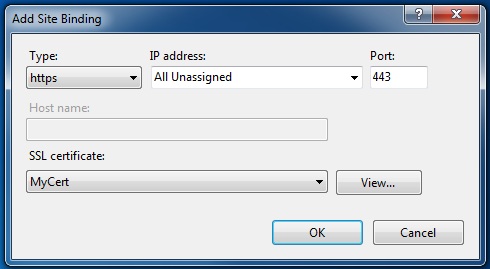 Add Site Binding
Type: IP address: Port:
https All Unassigned 443
Host name:
SSL certificate:
MyCert View...
OK Cancel